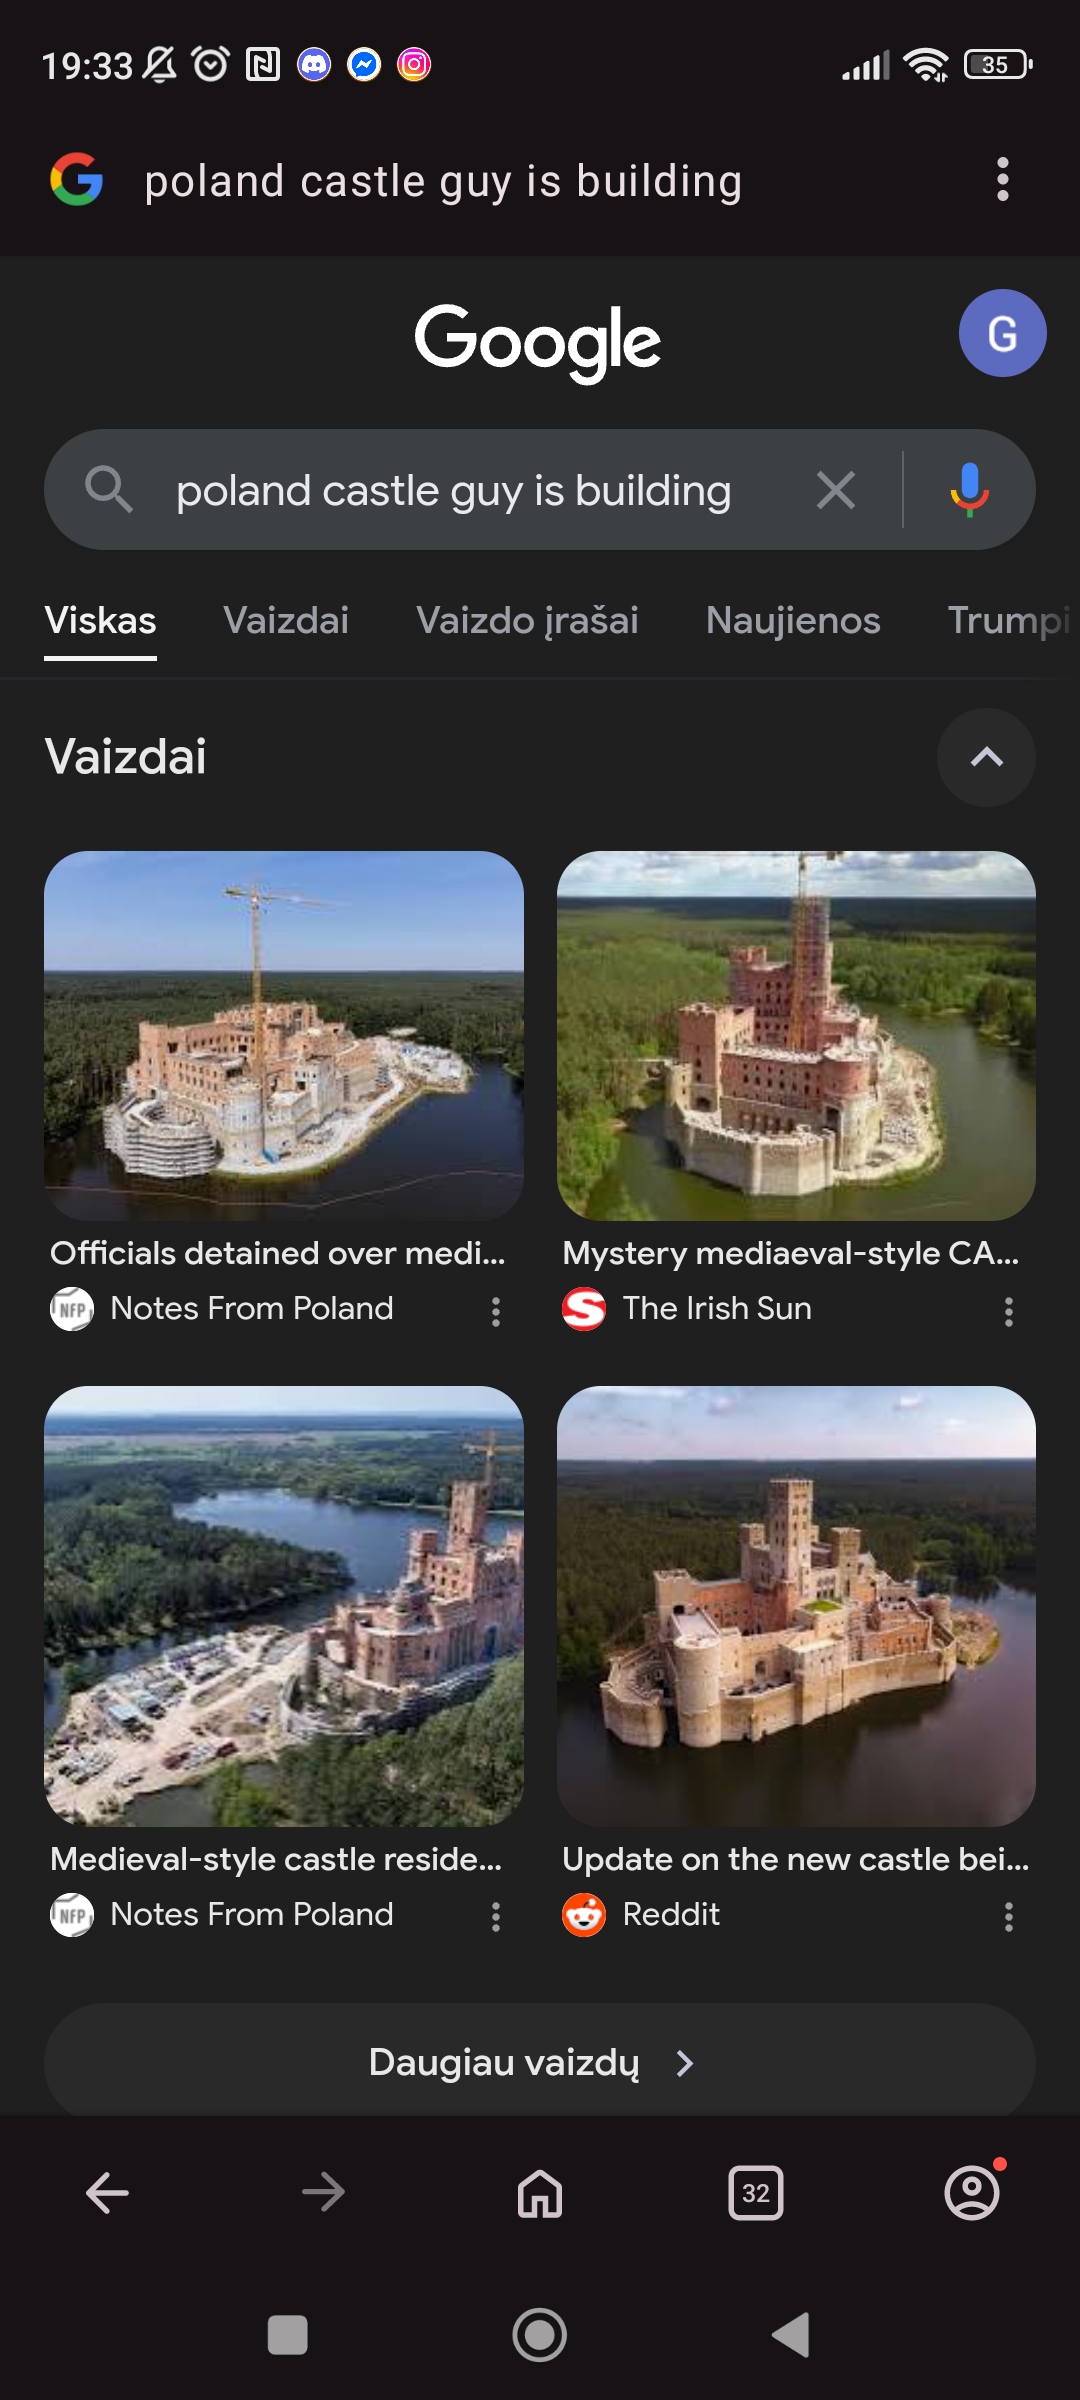 19:33
35
poland castle guy is building
Google
G
poland castle guy is building
Viskas Vaizdai Vaizdo įrašai Naujienos Trumpi
Vaizdai
Officials detained over medi...
NFP Notes From Poland
Mystery mediaeval-style CA...
S The Irish Sun
Medieval-style castle reside...
NFP Notes From Poland
Update on the new castle bei...
Reddit
Daugiau vaizdų
32